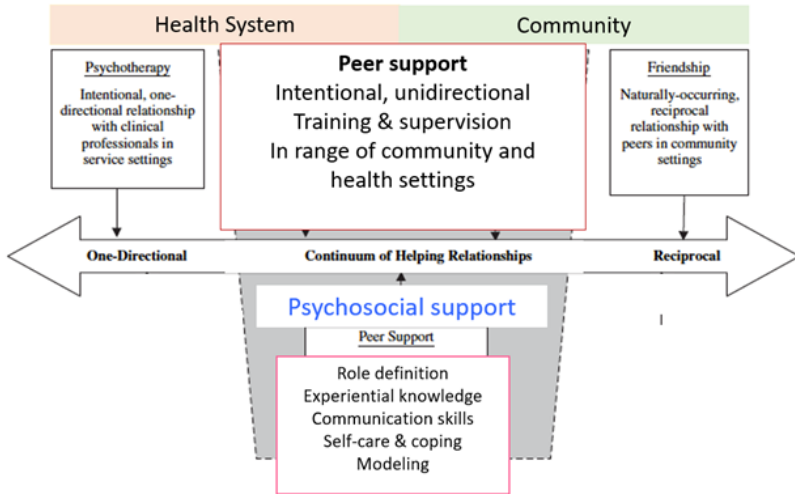 Health System
Community
Psychotherapy
Intentional, one-
directional relationship
with clinical
professionals in
service settings
Peer support
Intentional, unidirectional
Training & supervision
In range of community and
health settings
Friendship
Naturally-occurring,
reciprocal
relationship with
peers in community
settings
One-Directional
Continuum of Helping Relationships
Reciprocal
Psychosocial support
Peer Support
Role definition
Experiential knowledge
Communication skills
Self-care & coping
Modeling